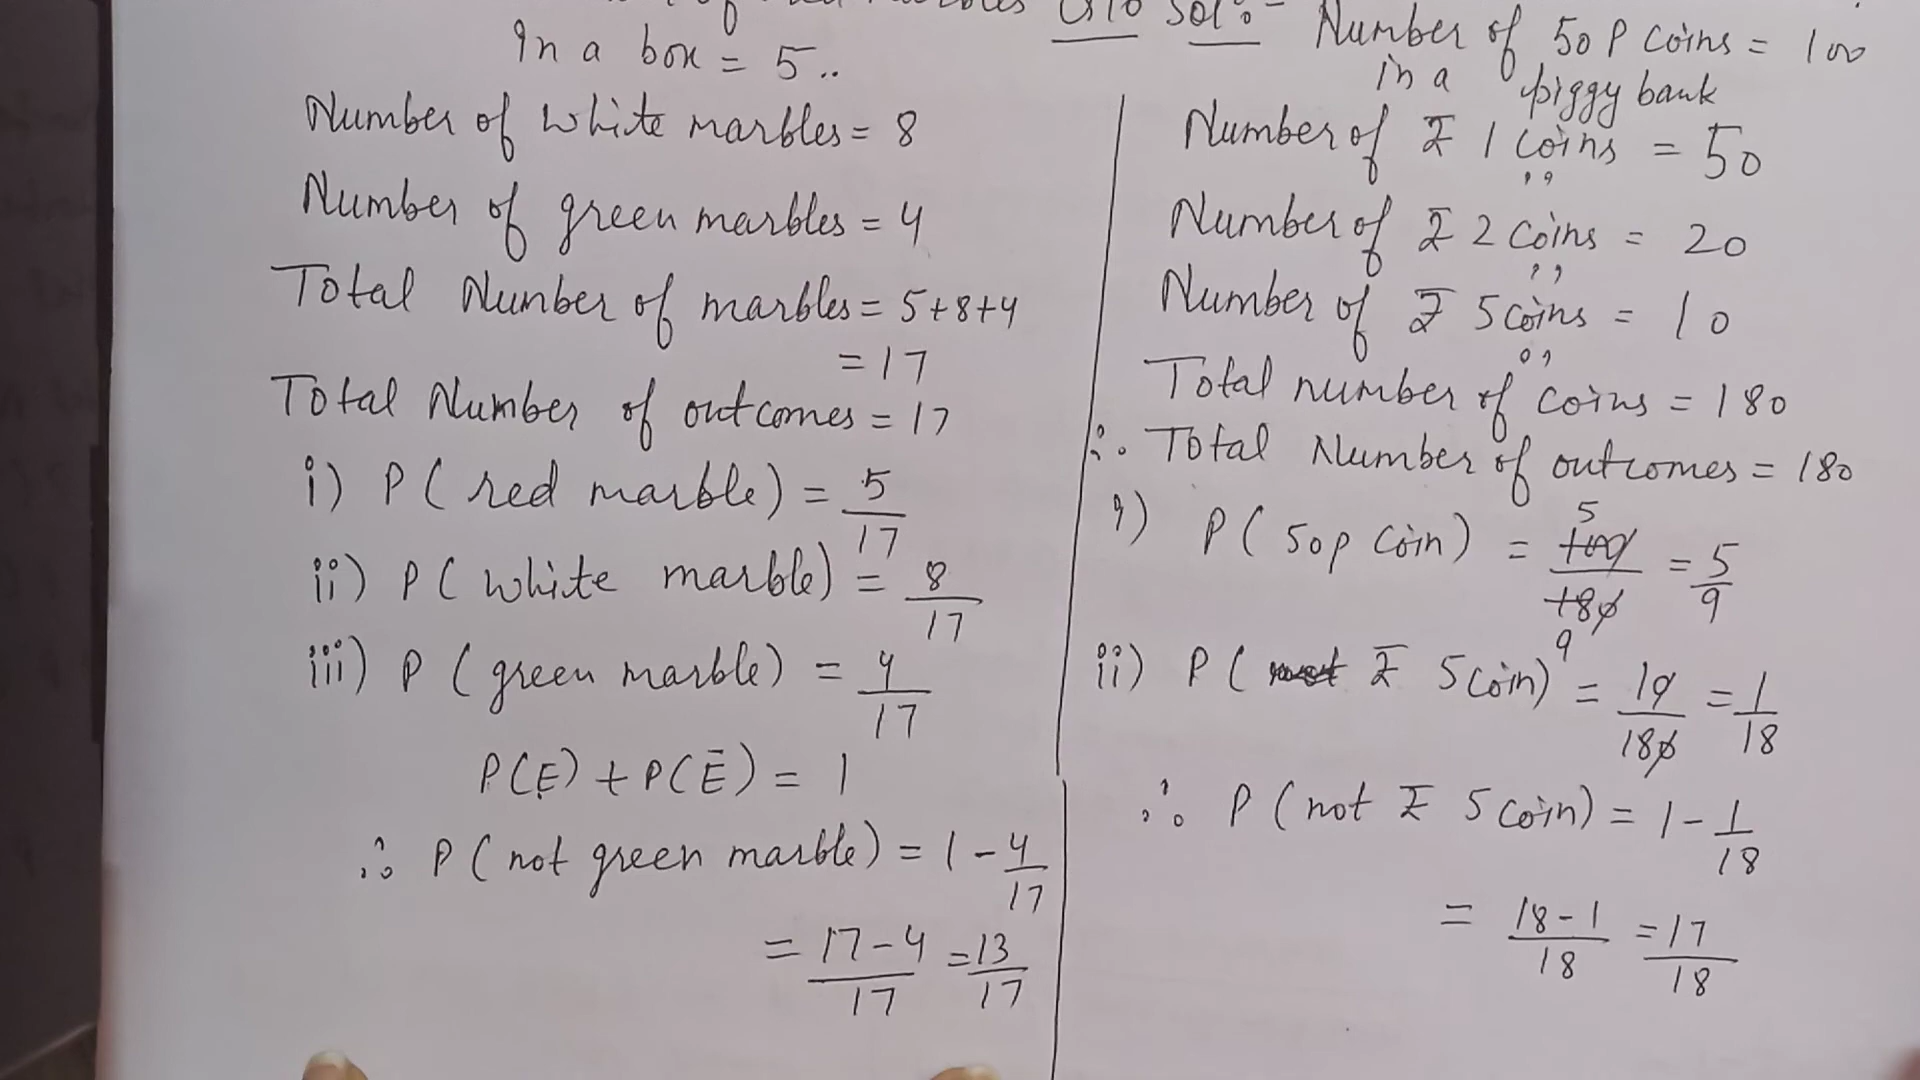 red marbles
in a box = 5..
Number of white marbles = 8
Number of green marbles = 4
Total Number of marbles = 5+8+4
= 17
Total Number of outcomes = 17
i) P( red marble) = 5/17
ii) P( white marble) = 8/17
iii) P (green marble) = 4/17
P(E) + P(Ē) = 1
∴ P( not green marble) = 1 - 4/17
= 17-4/17 = 13/17
Q18 Sol:- Number of 50 P coins = 100
in a piggy bank
Number of ₹ 1 coins = 50
,,
Number of ₹ 2 coins = 20
,,
Number of ₹ 5 coins = 10
,,
Total number of coins = 180
∴ Total Number of outcomes = 180
i) P( 50p coin) = 100/180 = 5/9
ii) P( ₹ 5 coin) = 10/180 = 1/18
∴ P (not ₹ 5 coin) = 1 - 1/18
= 18-1/18 = 17/18